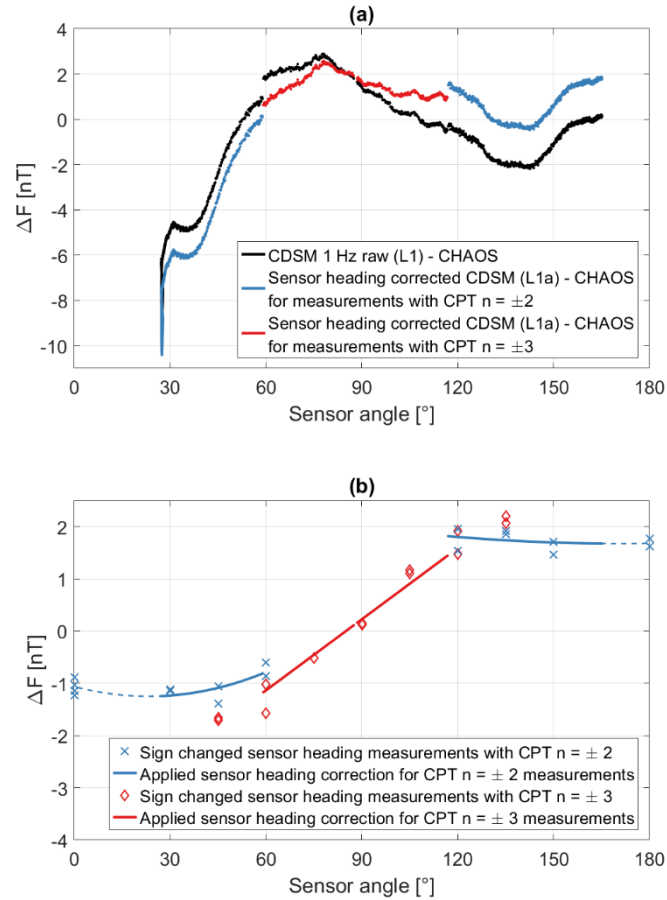 (a)
4
2
0
-2
-4
-6
-8
-10
ΔF [nT]
CDSM 1 Hz raw (L1) - CHAOS
Sensor heading corrected CDSM (L1a) - CHAOS
for measurements with CPT n = ±2
Sensor heading corrected CDSM (L1a) - CHAOS
for measurements with CPT n = ±3
0 30 60 90 120 150 180
Sensor angle [°]
(b)
2
1
0
-1
-2
-3
-4
ΔF [nT]
Sign changed sensor heading measurements with CPT n = ± 2
Applied sensor heading correction for CPT n = ± 2 measurements
Sign changed sensor heading measurements with CPT n = ± 3
Applied sensor heading correction for CPT n = ± 3 measurements
0 30 60 90 120 150 180
Sensor angle [°]